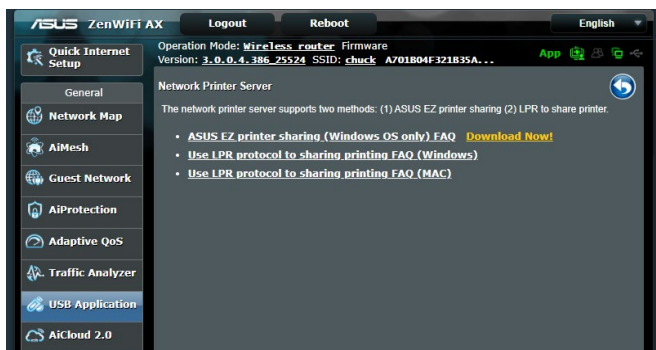 ASUS ZenWiFi AX Logout Reboot English
Quick Internet Setup
Operation Mode: Wireless router Firmware
Version: 3.0.0.4.386_25524 SSID: chuck A701B04F321B35A... App
General
Network Map
AiMesh
Guest Network
AiProtection
Adaptive QoS
Traffic Analyzer
USB Application
AiCloud 2.0
Network Printer Server
The network printer server supports two methods: (1) ASUS EZ printer sharing (2) LPR to share printer.
• ASUS EZ printer sharing (Windows OS only) FAQ Download Now!
• Use LPR protocol to sharing printing FAQ (Windows)
• Use LPR protocol to sharing printing FAQ (MAC)